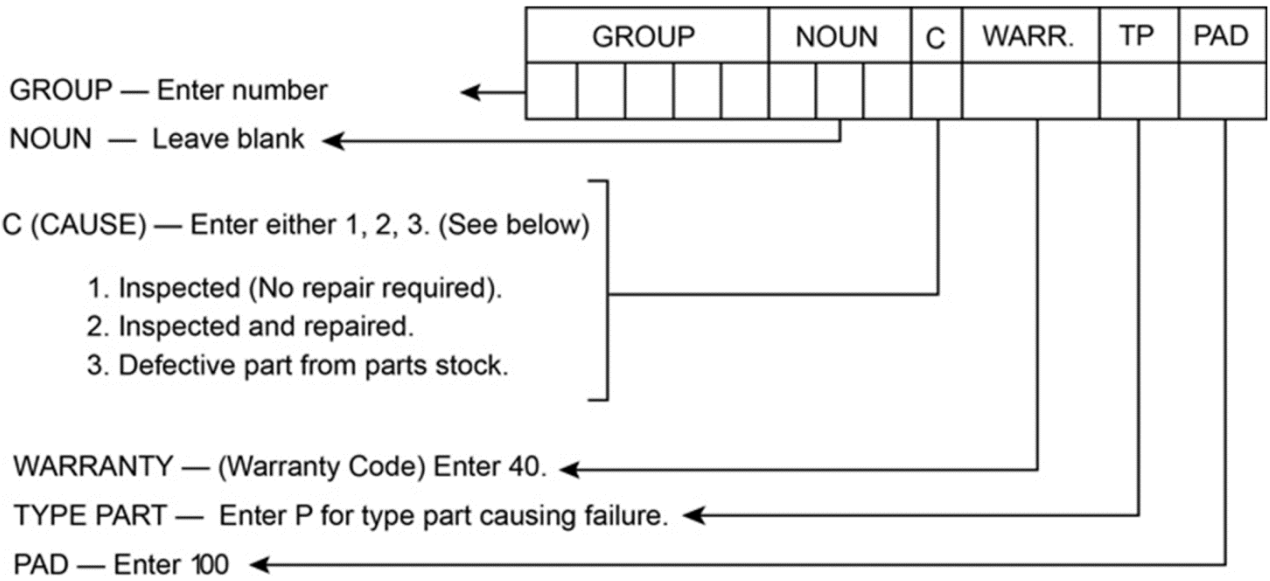 GROUP NOUN C WARR. TP PAD
GROUP — Enter number
NOUN — Leave blank
C (CAUSE) — Enter either 1, 2, 3. (See below)
1. Inspected (No repair required).
2. Inspected and repaired.
3. Defective part from parts stock.
WARRANTY — (Warranty Code) Enter 40.
TYPE PART — Enter P for type part causing failure.
PAD — Enter 100